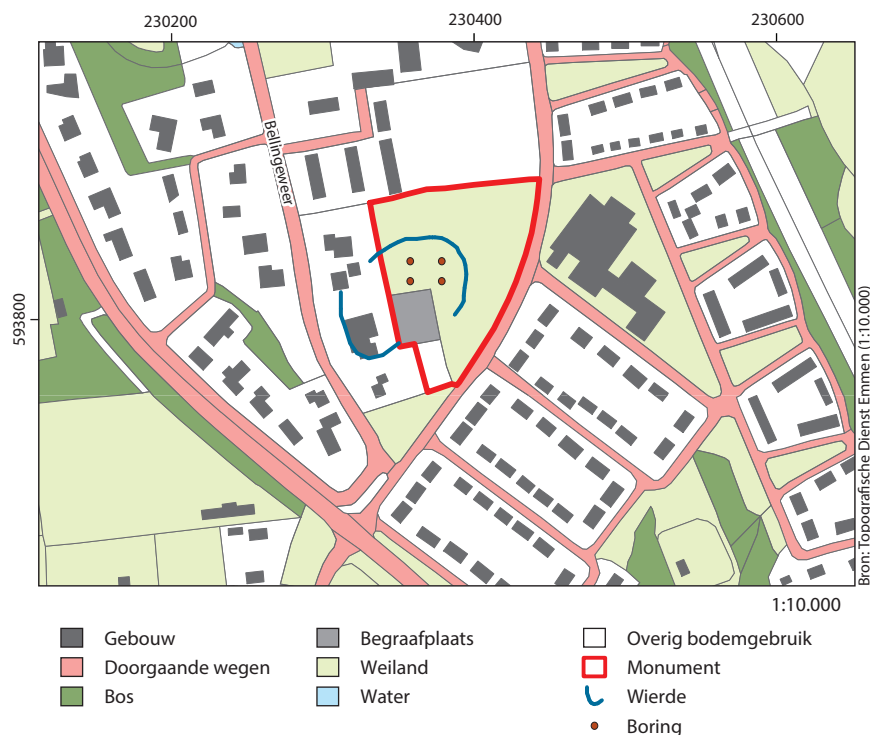 230200
230400
230600
593800
Bellingeweer
Bron: Topografische Dienst Emmen (1:10.000)
1:10.000
Gebouw
Doorgaande wegen
Bos
Begraafplaats
Weiland
Water
Overig bodemgebruik
Monument
Wierde
Boring